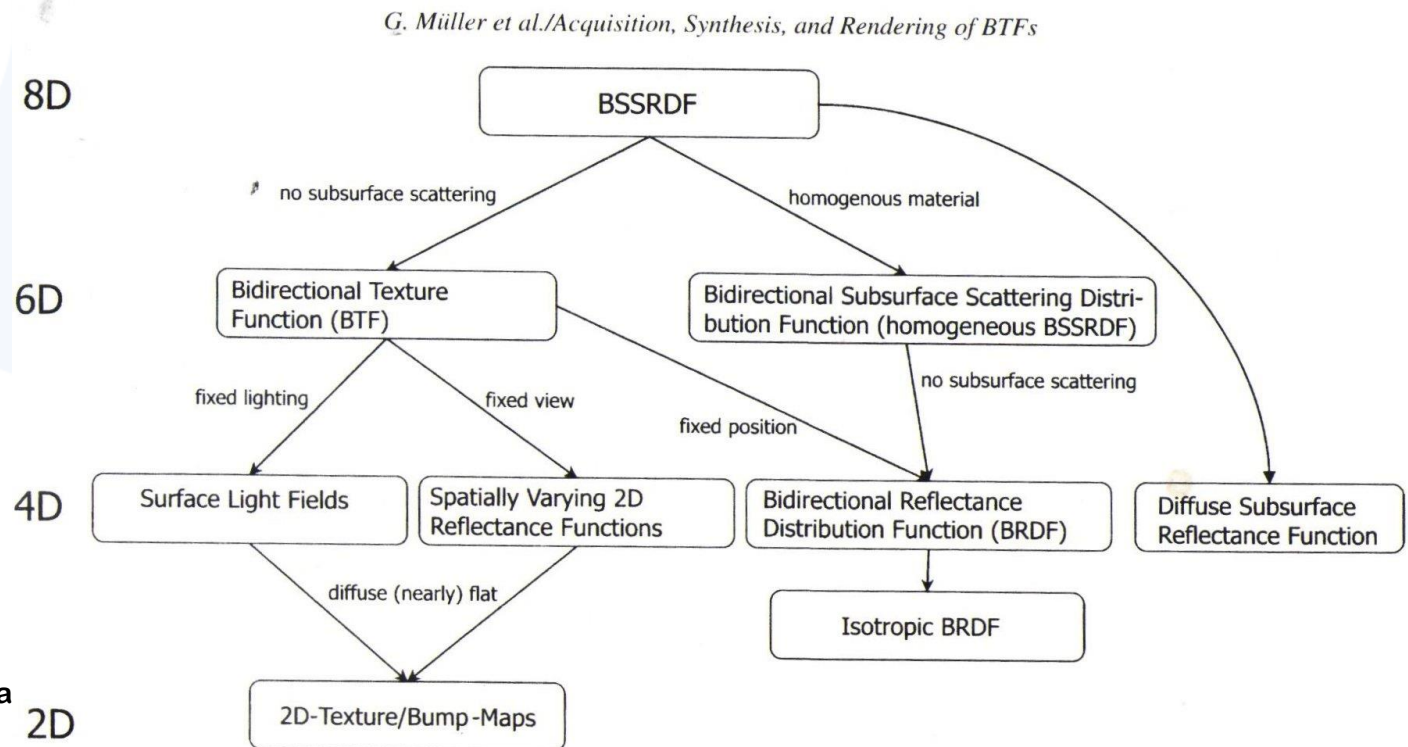 G. Müller et al./Acquisition, Synthesis, and Rendering of BTFs
8D
BSSRDF
no subsurface scattering
homogenous material
6D
Bidirectional Texture
Function (BTF)
Bidirectional Subsurface Scattering Distri-
bution Function (homogeneous BSSRDF)
fixed lighting
fixed view
fixed position
no subsurface scattering
4D
Surface Light Fields
Spatially Varying 2D
Reflectance Functions
Bidirectional Reflectance
Distribution Function (BRDF)
Diffuse Subsurface
Reflectance Function
diffuse (nearly) flat
Isotropic BRDF
a
2D
2D-Texture/Bump-Maps